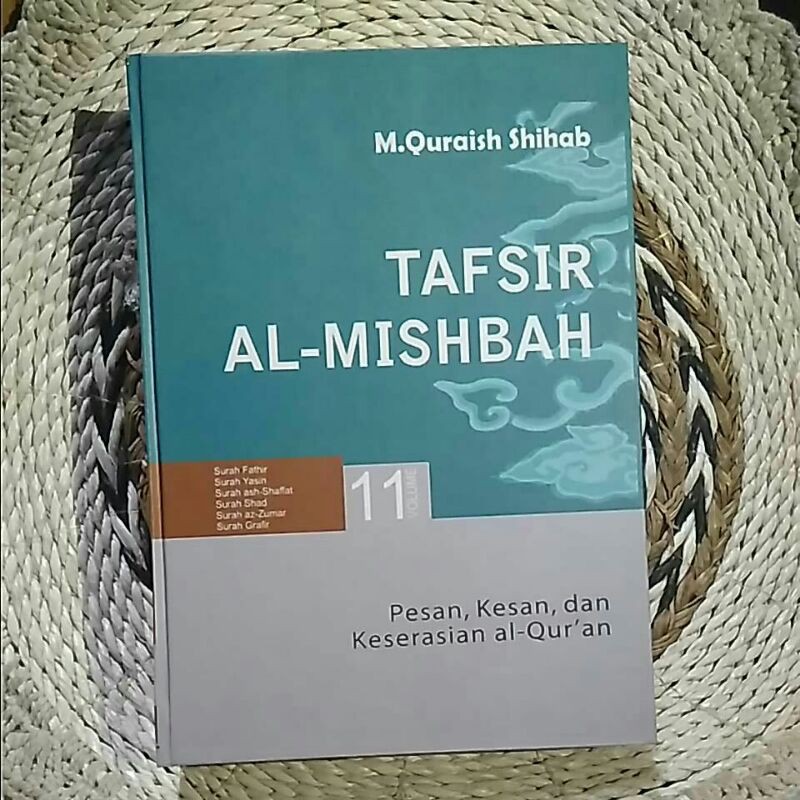 M.Quraish Shihab
TAFSIR
AL-MISHBAH
Surah Fathir
Surah Yasin
Surah ash-Shaffat
Surah Shad
Surah az-Zumar
Surah Grafir
11
VOLUME
Pesan, Kesan, dan
Keserasian al-Qur'an